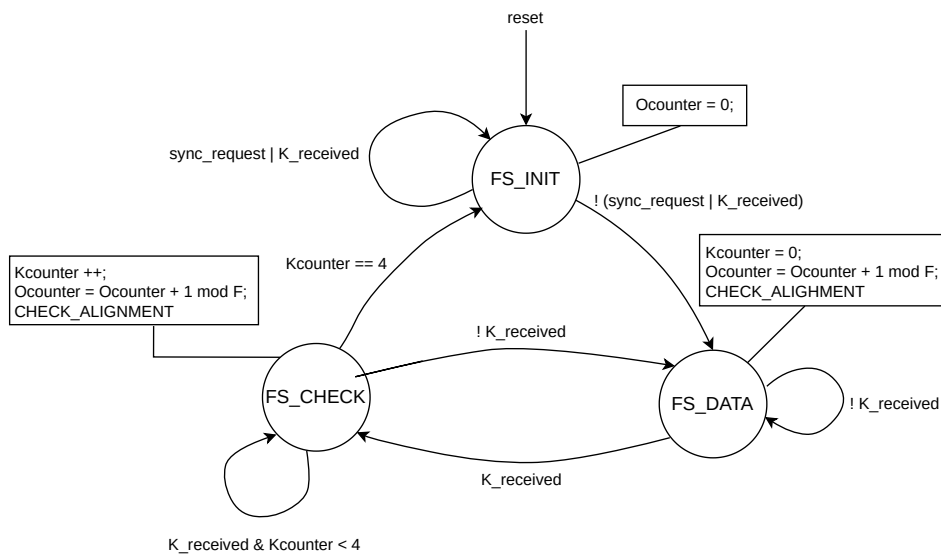 reset
Ocounter = 0;
sync_request | K_received
FS_INIT
! (sync_request | K_received)
Kcounter == 4
Kcounter ++;
Ocounter = Ocounter + 1 mod F;
CHECK_ALIGNMENT
Kcounter = 0;
Ocounter = Ocounter + 1 mod F;
CHECK_ALIGHMENT
! K_received
FS_CHECK
FS_DATA
! K_received
K_received
K_received & Kcounter < 4